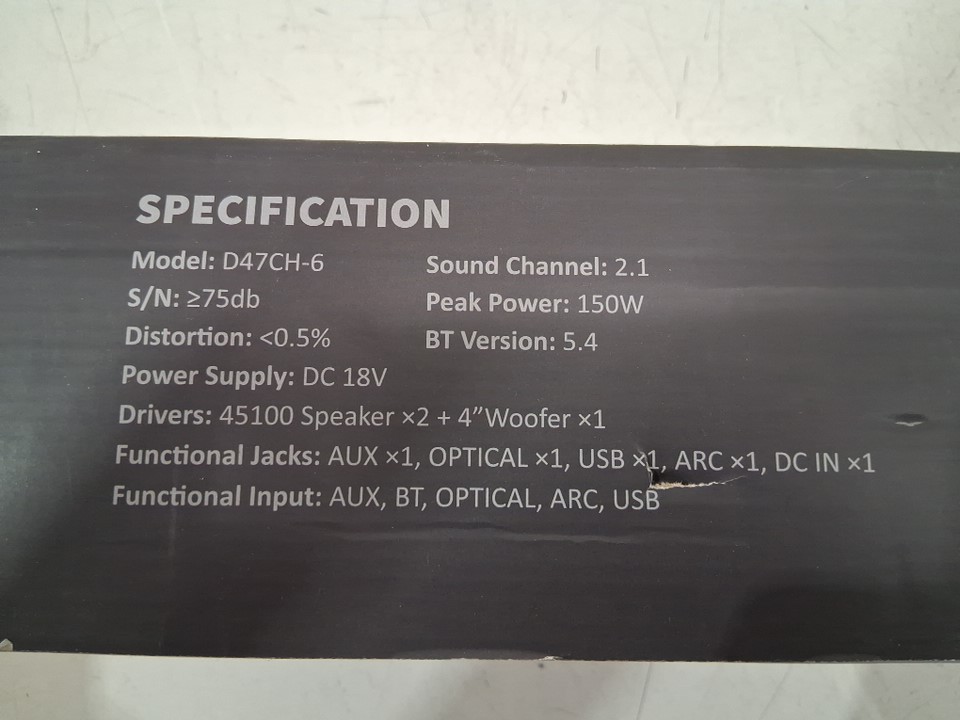 SPECIFICATION
Model: D47CH-6 Sound Channel: 2.1
S/N: ≥75db Peak Power: 150W
Distortion: <0.5% BT Version: 5.4
Power Supply: DC 18V
Drivers: 45100 Speaker ×2 + 4”Woofer ×1
Functional Jacks: AUX ×1, OPTICAL ×1, USB ×1, ARC ×1, DC IN ×1
Functional Input: AUX, BT, OPTICAL, ARC, USB